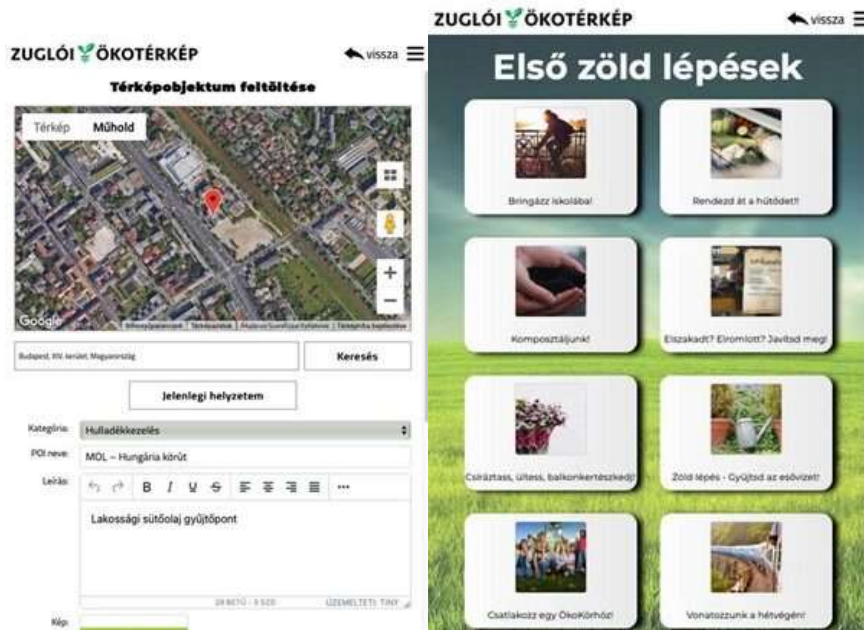 ZUGLÓI ÖKOTÉRKÉP
vissza
Térképobjektum feltöltése
Térkép Műhold
Google
Budapest, XIV. kerület, Magyarország
Keresés
Jelenlegi helyzetem
Kategória:
Hulladékkezelés
POI neve:
MOL – Hungária körút
Leírás:
B I U S
Lakossági sütőolaj gyűjtőpont
ÜZEMELTETI: TINY
Kép:
ZUGLÓI ÖKOTÉRKÉP
vissza
Első zöld lépések
Bringázz iskolába!
Rendezd át a hűtődet!!
Komposztáljunk!
Elszakadt? Elromlott? Javítsd meg!
Csíráztass, ültess, balkonkertészkedj!
Zöld lépés - Gyűjtsd az esővizet!
Csatlakozz egy ÖkoKörhöz!
Vonatozzunk a hétvégén!